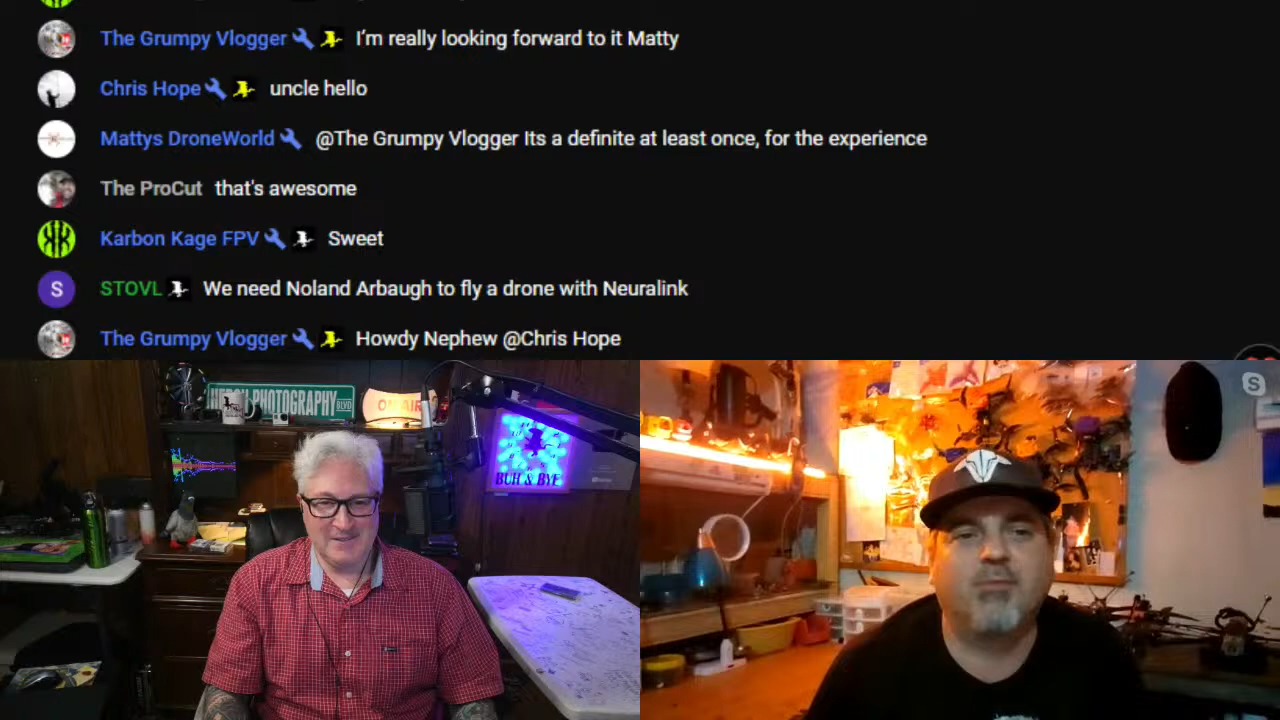 The Grumpy Vlogger I'm really looking forward to it Matty
Chris Hope uncle hello
Mattys DroneWorld @The Grumpy Vlogger Its a definite at least once, for the experience
The ProCut that's awesome
Karbon Kage FPV Sweet
S STOVL We need Noland Arbaugh to fly a drone with Neuralink
The Grumpy Vlogger Howdy Nephew @Chris Hope
PHOTOGRAPHY BLVD
ON AIR
BUH & BYE
S